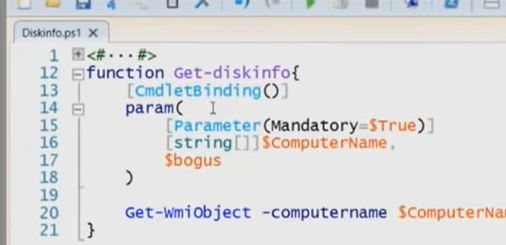 Diskinfo.ps1 X
1 <#...#>
12 function Get-diskinfo{
13 [CmdletBinding()]
14 param(
15 [Parameter(Mandatory=$True)]
16 [string[]]$ComputerName,
17 $bogus
18 )
19
20 Get-WmiObject -computername $ComputerNa
21 }